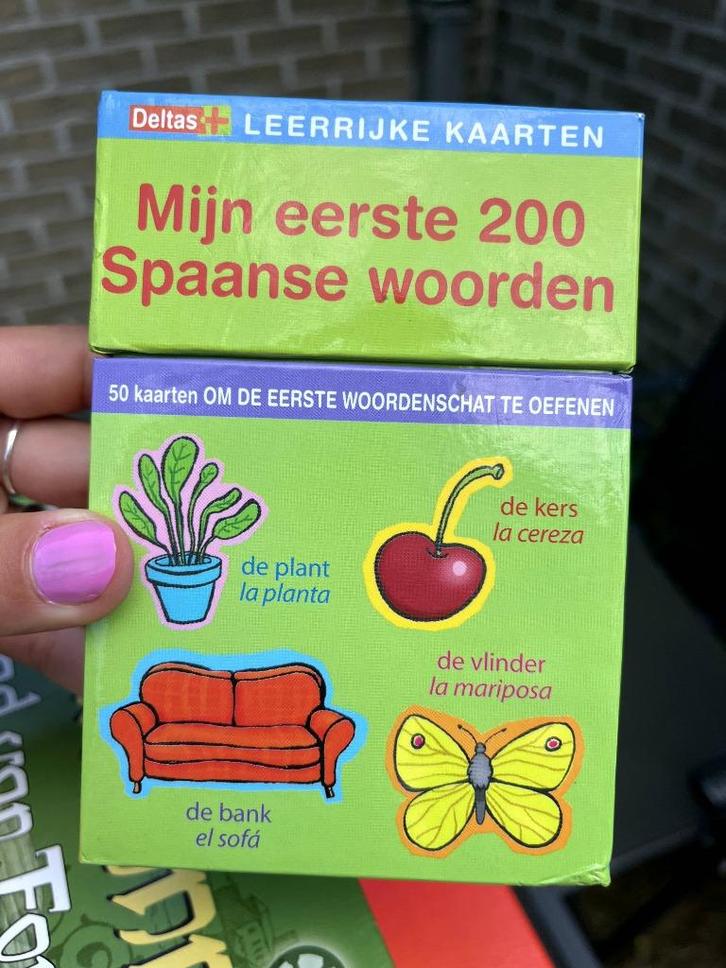 Deltas+ LEERRIJKE KAARTEN
Mijn eerste 200
Spaanse woorden
50 kaarten OM DE EERSTE WOORDENSCHAT TE OEFENEN
de kers
la cereza
de plant
la planta
de vlinder
la mariposa
de bank
el sofá